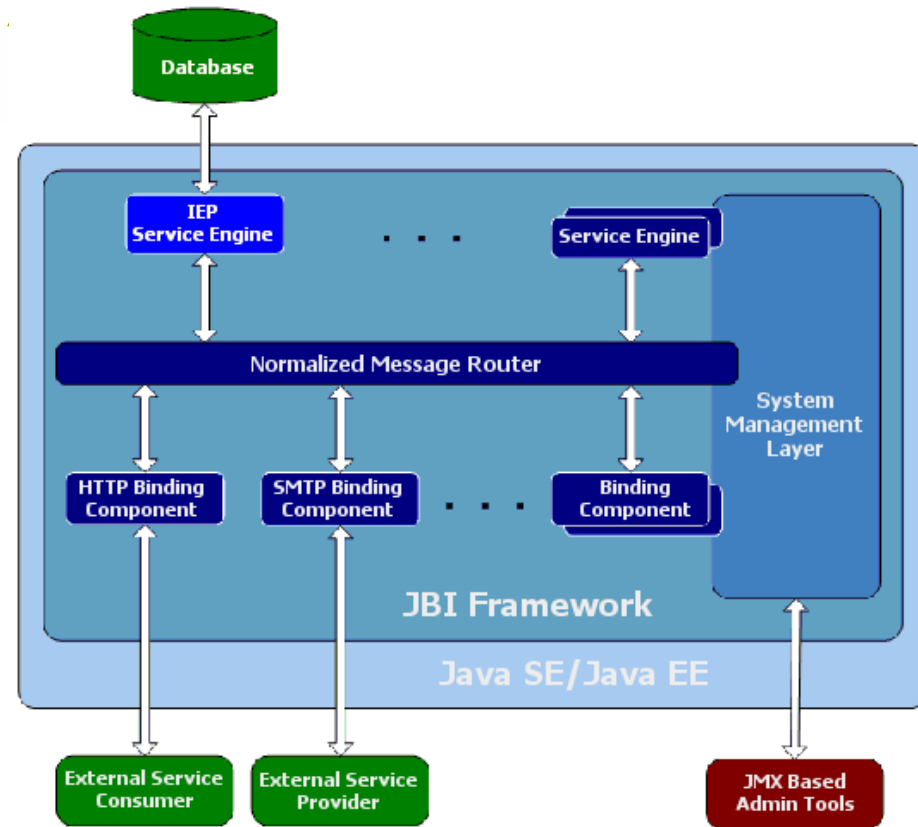 Database
IEP
Service Engine
. . .
Service Engine
Normalized Message Router
System
Management
Layer
HTTP Binding
Component
SMTP Binding
Component
. . .
Binding
Component
JBI Framework
Java SE/Java EE
External Service
Consumer
External Service
Provider
JMX Based
Admin Tools